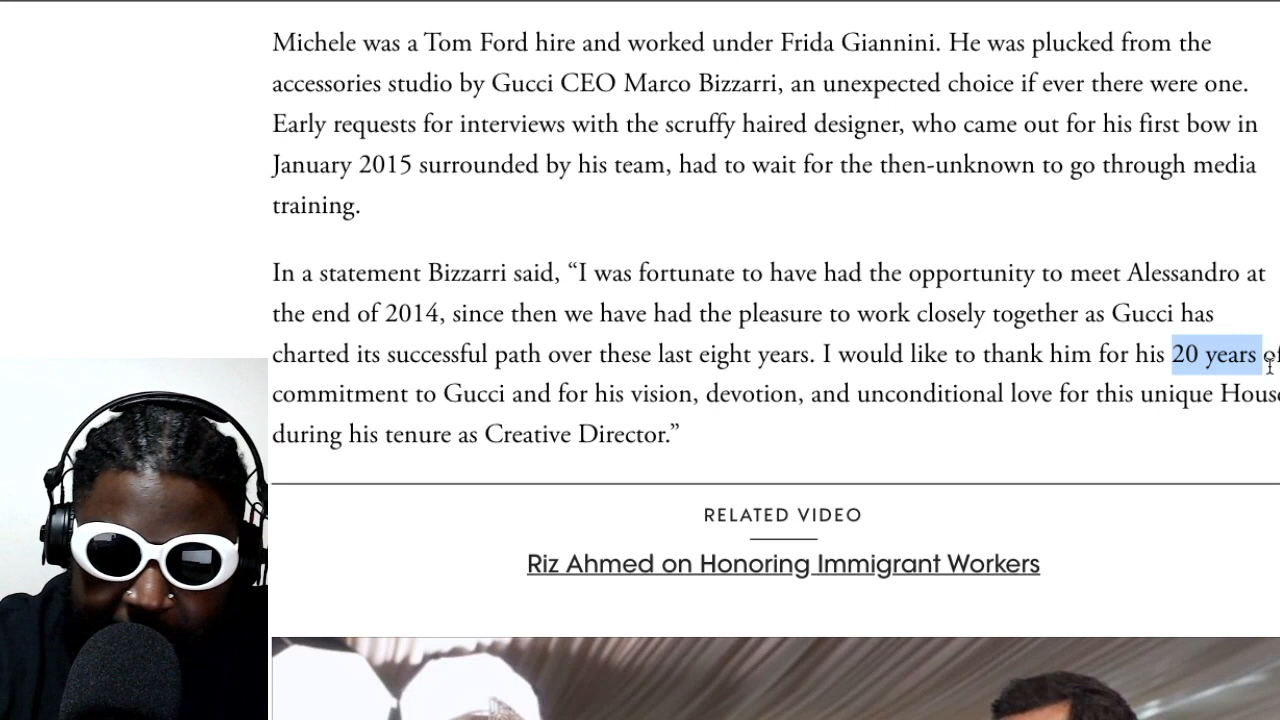 Michele was a Tom Ford hire and worked under Frida Giannini. He was plucked from the
accessories studio by Gucci CEO Marco Bizzarri, an unexpected choice if ever there were one.
Early requests for interviews with the scruffy haired designer, who came out for his first bow in
January 2015 surrounded by his team, had to wait for the then-unknown to go through media
training.
In a statement Bizzarri said, “I was fortunate to have had the opportunity to meet Alessandro at
the end of 2014, since then we have had the pleasure to work closely together as Gucci has
charted its successful path over these last eight years. I would like to thank him for his 20 years of
commitment to Gucci and for his vision, devotion, and unconditional love for this unique House
during his tenure as Creative Director.”
RELATED VIDEO
Riz Ahmed on Honoring Immigrant Workers